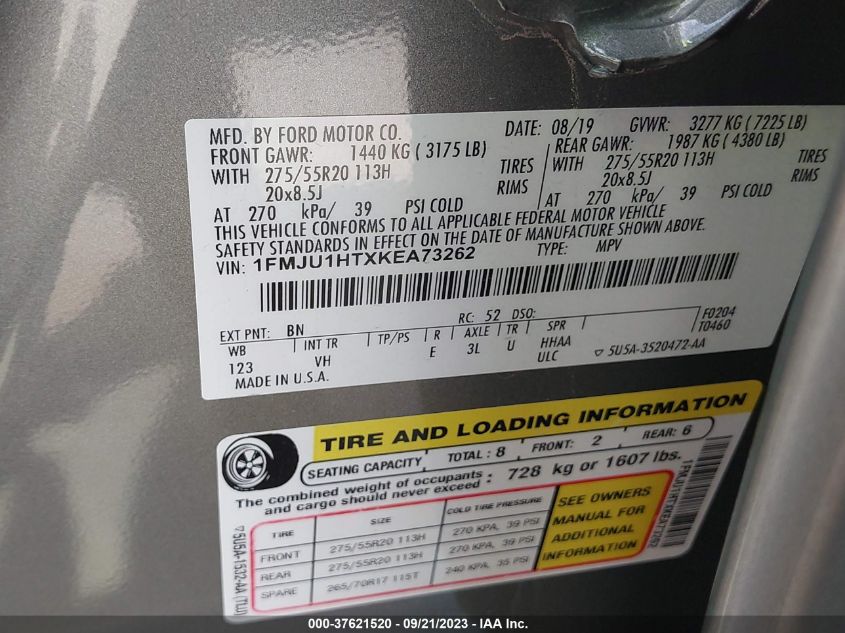 MFD. BY FORD MOTOR CO. DATE: 08/19 GVWR: 3277 KG ( 7225 LB)
FRONT GAWR: 1440 KG ( 3175 LB) REAR GAWR: 1987 KG ( 4380 LB)
WITH 275/55R20 113H TIRES WITH 275/55R20 113H TIRES
20x8.5J RIMS 20x8.5J RIMS
AT 270 kPa/ 39 PSI COLD AT 270 kPa/ 39 PSI COLD
THIS VEHICLE CONFORMS TO ALL APPLICABLE FEDERAL MOTOR VEHICLE
SAFETY STANDARDS IN EFFECT ON THE DATE OF MANUFACTURE SHOWN ABOVE.
VIN: 1FMJU1HTXKEA73262 TYPE: MPV
EXT PNT: BN RC: 52 DSO: F0204
WB INT TR TP/PS R AXLE TR SPR T0460
123 VH E 3L U HHAA
ULC
MADE IN U.S.A. 5U5A-3520472-AA
TIRE AND LOADING INFORMATION
SEATING CAPACITY TOTAL: 8 FRONT: 2 REAR: 6
The combined weight of occupants and cargo should never exceed : 728 kg or 1607 lbs.
TIRE SIZE COLD TIRE PRESSURE
FRONT 275/55R20 113H 270 KPA, 39 PSI
REAR 275/55R20 113H 270 KPA, 39 PSI
SPARE 265/70R17 115T 240 KPA, 35 PSI
SEE OWNERS
MANUAL FOR
ADDITIONAL
INFORMATION
5U5A-1532-AA (TLU)
1FMJU1HTXKEA73262
000-37621520 - 09/21/2023 - IAA Inc.